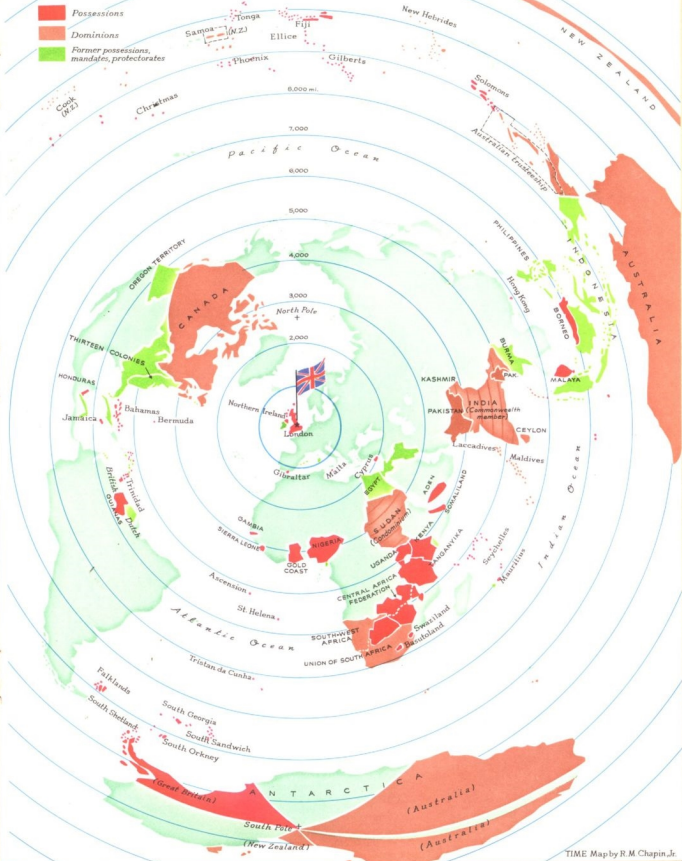 Possessions
Dominions
Former possessions,
mandates, protectorates
Tonga
Fiji
Samoa
(N.Z.)
Ellice
New Hebrides
NEW ZEALAND
Phoenix
Gilberts
Cook
(N.Z.)
Christmas
Solomons
8,000 mi.
7,000
Australian trusteeship
Pacific Ocean
6,000
5,000
PHILIPPINES
INDONESIA
AUSTRALIA
4,000
OREGON TERRITORY
CANADA
3,000
North Pole
Hong Kong
BORNEO
2,000
THIRTEEN COLONIES
BURMA
HONDURAS
KASHMIR
PAK.
MALAYA
Jamaica
Bahamas
Bermuda
Northern Ireland
London
PAKISTAN
INDIA
(Commonwealth
member)
CEYLON
Laccadives
Maldives
Gibraltar
Malta
Cyprus
EGYPT
ADEN
SOMALILAND
British
GUIANAS
Dutch
Trinidad
SUDAN
(Condominium)
Indian Ocean
GAMBIA
SIERRA LEONE
GOLD
COAST
NIGERIA
UGANDA
KENYA
TANGANYIKA
Seychelles
Mauritius
CENTRAL AFRICA
FEDERATION
Ascension
St. Helena
Atlantic Ocean
SOUTH-WEST
AFRICA
UNION OF SOUTH AFRICA
Swaziland
Basutoland
Tristan da Cunha
Falklands
South Shetland
South Georgia
South Sandwich
South Orkney
(Great Britain)
ANTARCTICA
(Australia)
South Pole
(New Zealand)
(Australia)
TIME Map by R.M. Chapin, Jr.